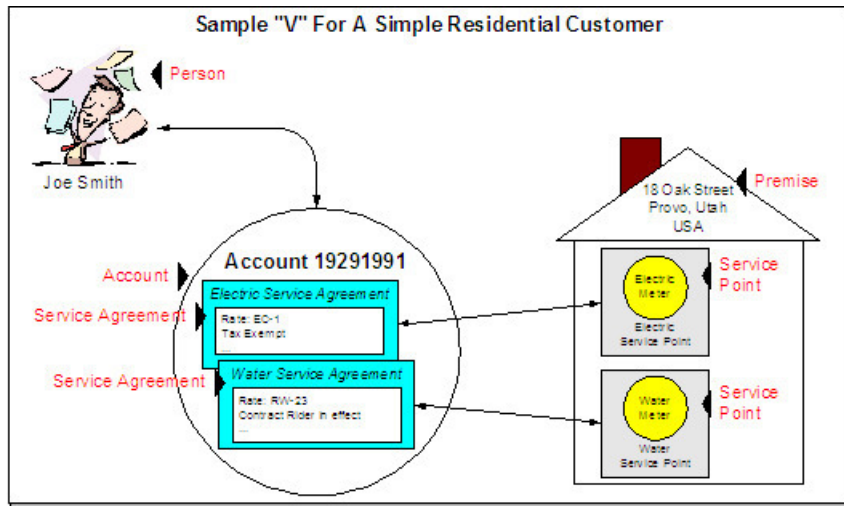 Sample "V" For A Simple Residential Customer
Person
Joe Smith
18 Oak Street
Provo, Utah
USA
Premise
Account 19291991
Account
Electric Service Agreement
Service Agreement
Rate: EC-1
Tax Exempt
...
Water Service Agreement
Service Agreement
Rate: RW-23
Contract Rider in effect
...
Electric
Meter
Electric
Service Point
Service
Point
Water
Meter
Water
Service Point
Service
Point